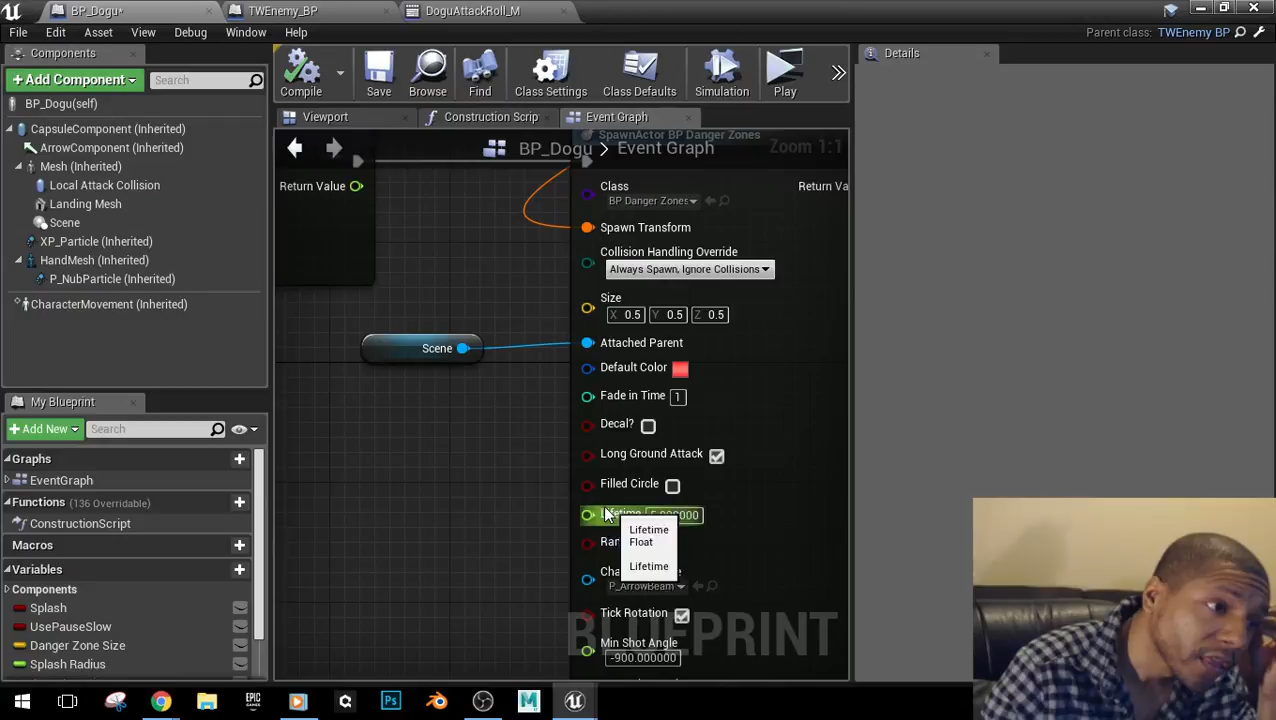 BP_Dogu*
TWEnemy_BP
DoguAttackRoll_M
File Edit Asset View Debug Window Help
Parent class: TWEnemy BP
Components
Details
+Add Component
Search
Compile Save Browse Find Class Settings Class Defaults Simulation Play
BP_Dogu(self)
Viewport Construction Scrip Event Graph
CapsuleComponent (Inherited)
ArrowComponent (Inherited)
Mesh (Inherited)
Local Attack Collision
Landing Mesh
Scene
XP_Particle (Inherited)
HandMesh (Inherited)
P_NubParticle (Inherited)
CharacterMovement (Inherited)
SpawnActor BP Danger Zones
BP_Dogu > Event Graph
Zoom 1:1
Return Value
Class
Return Va
BP Danger Zones
Spawn Transform
Collision Handling Override
Always Spawn, Ignore Collisions
Size
X 0.5 Y 0.5 Z 0.5
Scene
Attached Parent
Default Color
Fade in Time 1
Decal?
Long Ground Attack
Filled Circle
Lifetime
Lifetime
Float
Lifetime
P_ArrowBeam
Tick Rotation
Min Shot Angle
-900.000000
BLUEPRINT
My Blueprint
+Add New
Search
Graphs
EventGraph
Functions (136 Overridable)
ConstructionScript
Macros
Variables
Components
Splash
UsePauseSlow
Danger Zone Size
Splash Radius
EPIC
GAMES
Ps
M